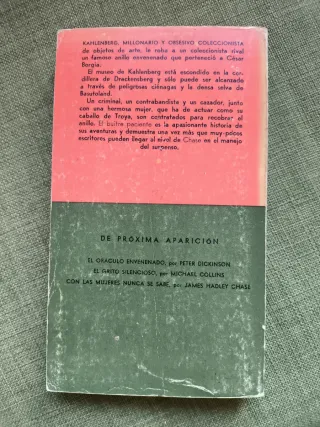 KAHLENBERG, MILLONARIO Y OBSESIVO COLECCIONISTA
de objetos de arte, le roba a un coleccionista rival
un famoso anillo envenenado que perteneció a César
Borgia.
El museo de Kahlenberg está escondido en la cor-
dillera de Drackensberg y sólo puede ser alcanzado
a través de peligrosas ciénagas y la densa selva de
Basutoland.
Un criminal, un contrabandista y un cazador, junto
con una hermosa mujer, que ha de actuar como su
caballo de Troya, son contratados para recobrar el
anillo. El buitre paciente es la apasionante historia de
sus aventuras y demuestra una vez más que muy pocos
escritores pueden llegar al nivel de Chase en el manejo
del suspenso.
DE PRÓXIMA APARICIÓN
EL ORÁCULO ENVENENADO, por PETER DICKINSON
EL GRITO SILENCIOSO, por MICHAEL COLLINS
CON LAS MUJERES NUNCA SE SABE, por JAMES HADLEY CHASE